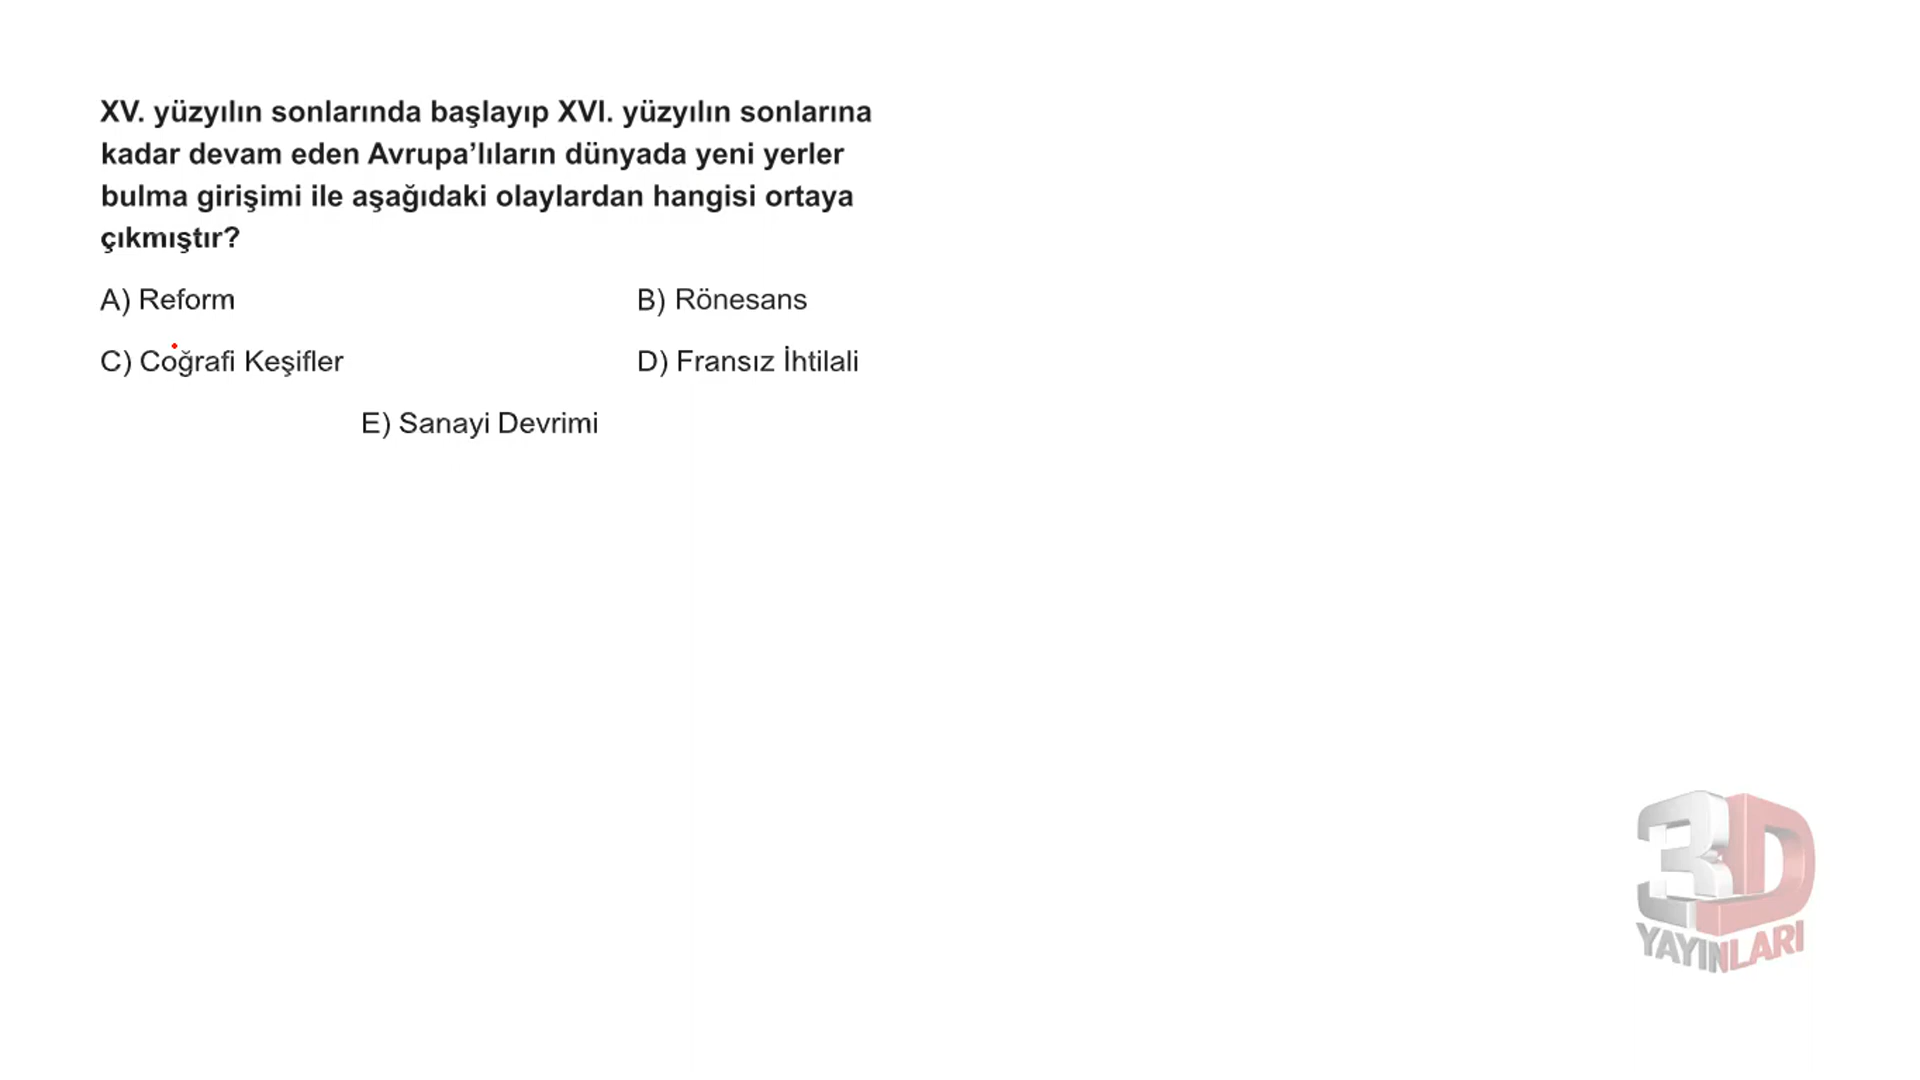 XV. yüzyılın sonlarında başlayıp XVI. yüzyılın sonlarına
kadar devam eden Avrupa’lıların dünyada yeni yerler
bulma girişimi ile aşağıdaki olaylardan hangisi ortaya
çıkmıştır?
A) Reform B) Rönesans
C) Coğrafi Keşifler D) Fransız İhtilali
E) Sanayi Devrimi
3D
YAYINLARI